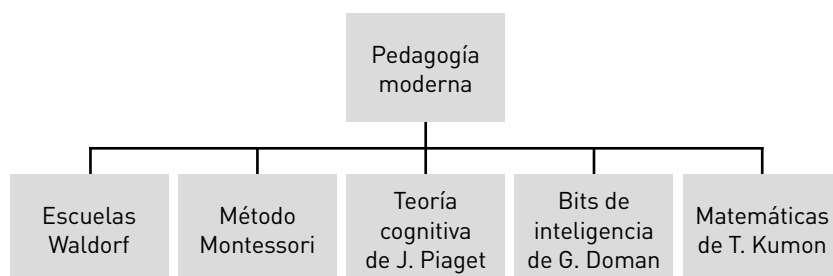 Pedagogía
moderna
Escuelas
Waldorf
Método
Montessori
Teoría
cognitiva
de J. Piaget
Bits de
inteligencia
de G. Doman
Matemáticas
de T. Kumon